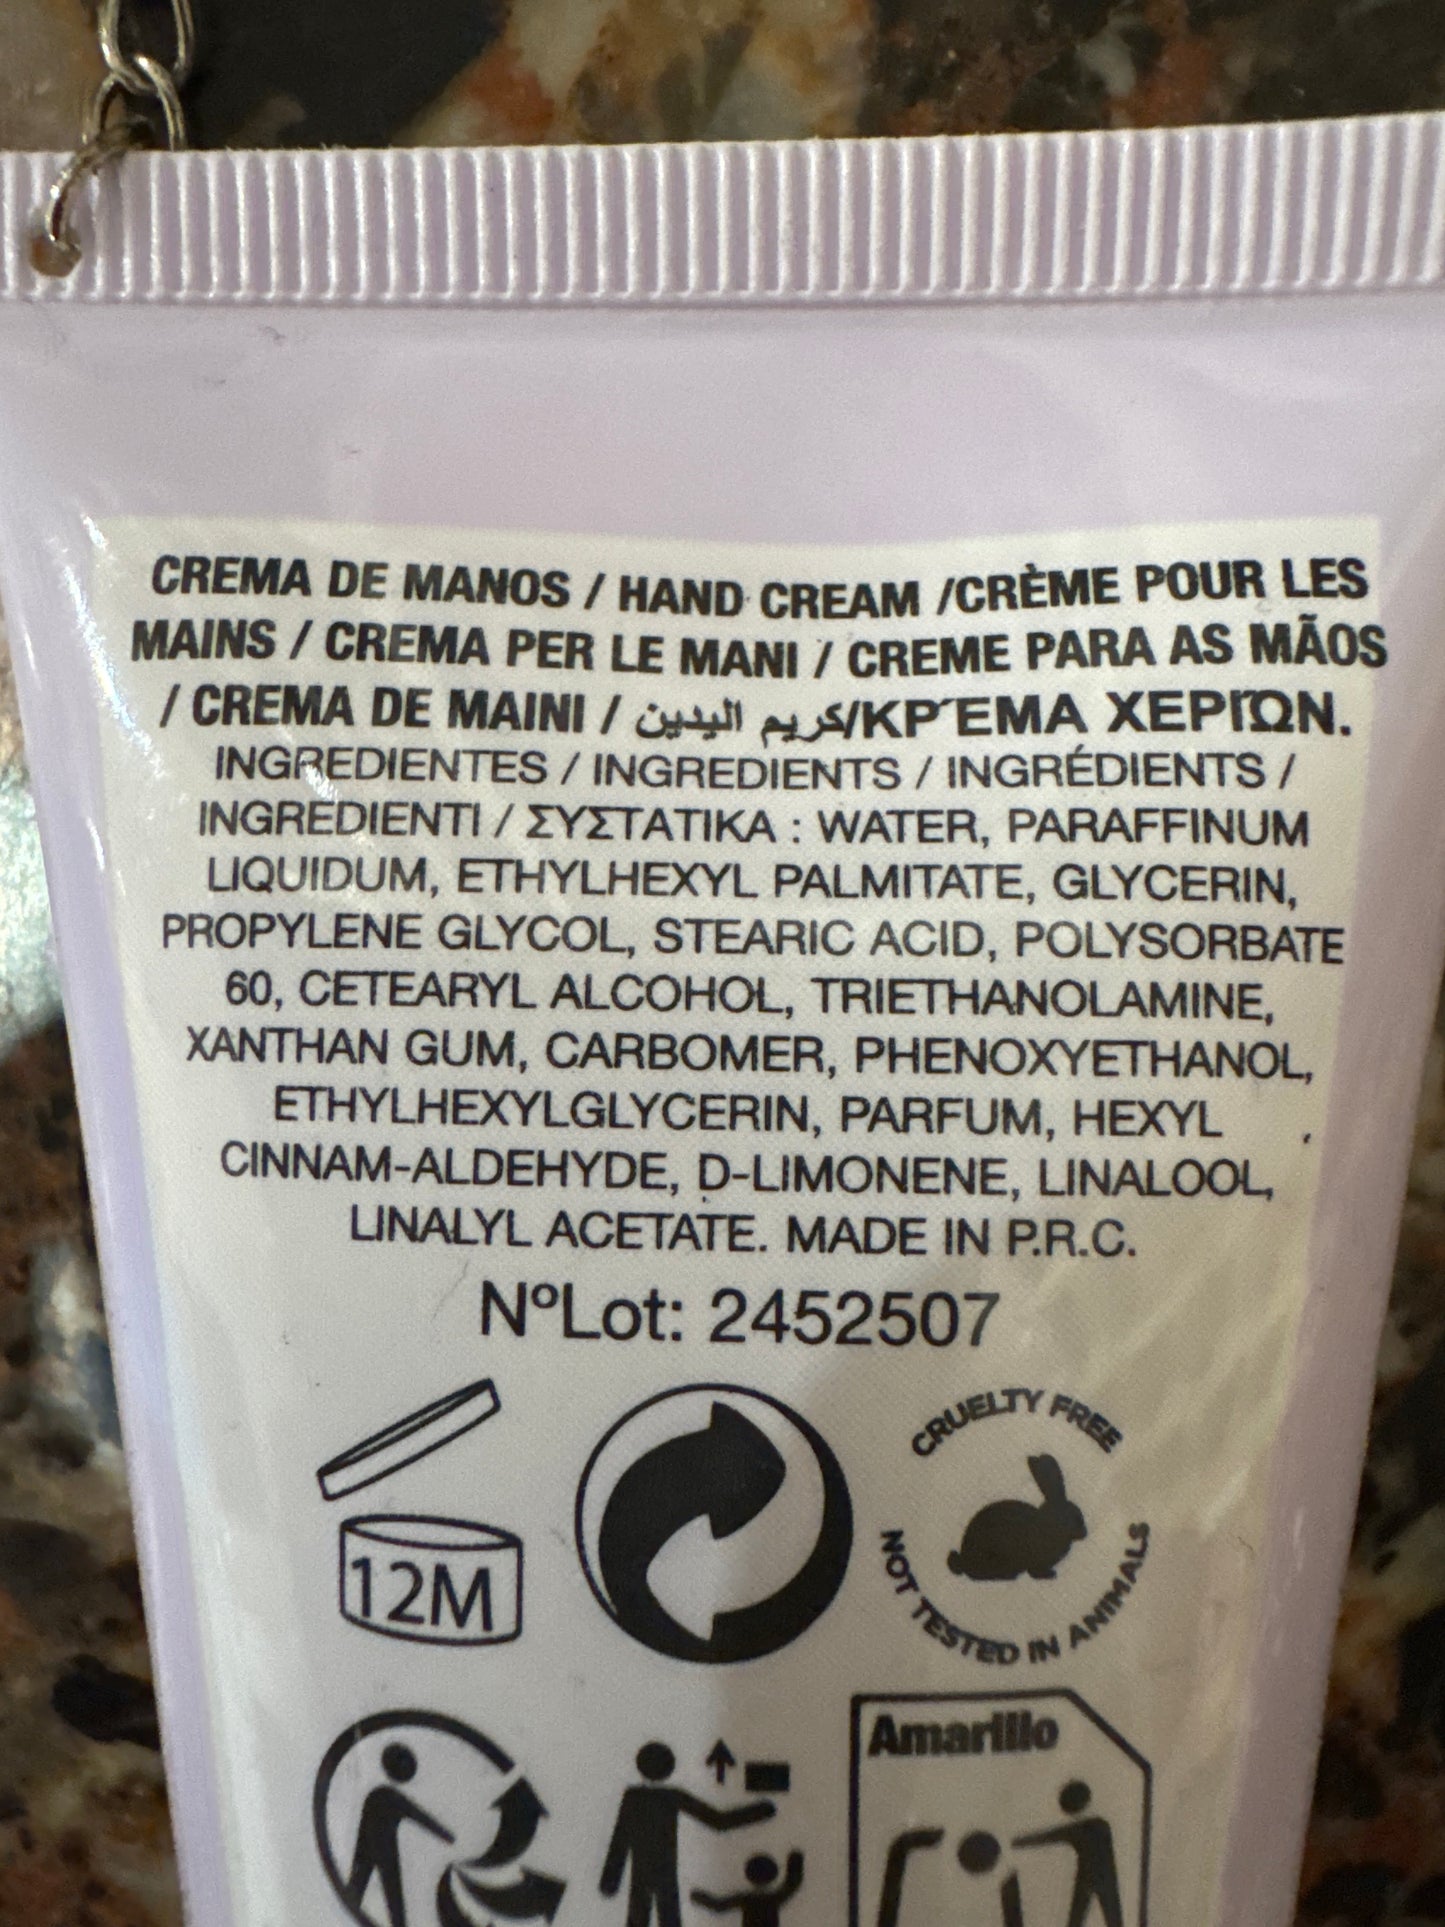 CREMA DE MANOS / HAND CREAM /CRÈME POUR LES
MAINS / CREMA PER LE MANI / CREME PARA AS MÃOS
/ CREMA DE MAINI / كريم اليدين/ΚΡ´ΕΜΑ ΧΕΡΙΏΝ.
INGREDIENTES / INGREDIENTS / INGRÉDIENTS /
INGREDIENTI / ΣΥΣΤΑΤΙΚΑ : WATER, PARAFFINUM
LIQUIDUM, ETHYLHEXYL PALMITATE, GLYCERIN,
PROPYLENE GLYCOL, STEARIC ACID, POLYSORBATE
60, CETEARYL ALCOHOL, TRIETHANOLAMINE,
XANTHAN GUM, CARBOMER, PHENOXYETHANOL,
ETHYLHEXYLGLYCERIN, PARFUM, HEXYL ,
CINNAM-ALDEHYDE, D-LIMONENE, LINALOOL,
LINALYL ACETATE. MADE IN P.R.C.
NºLot: 2452507
12M
CRUELTY FREE
NOT TESTED IN ANIMALS
Amarillo